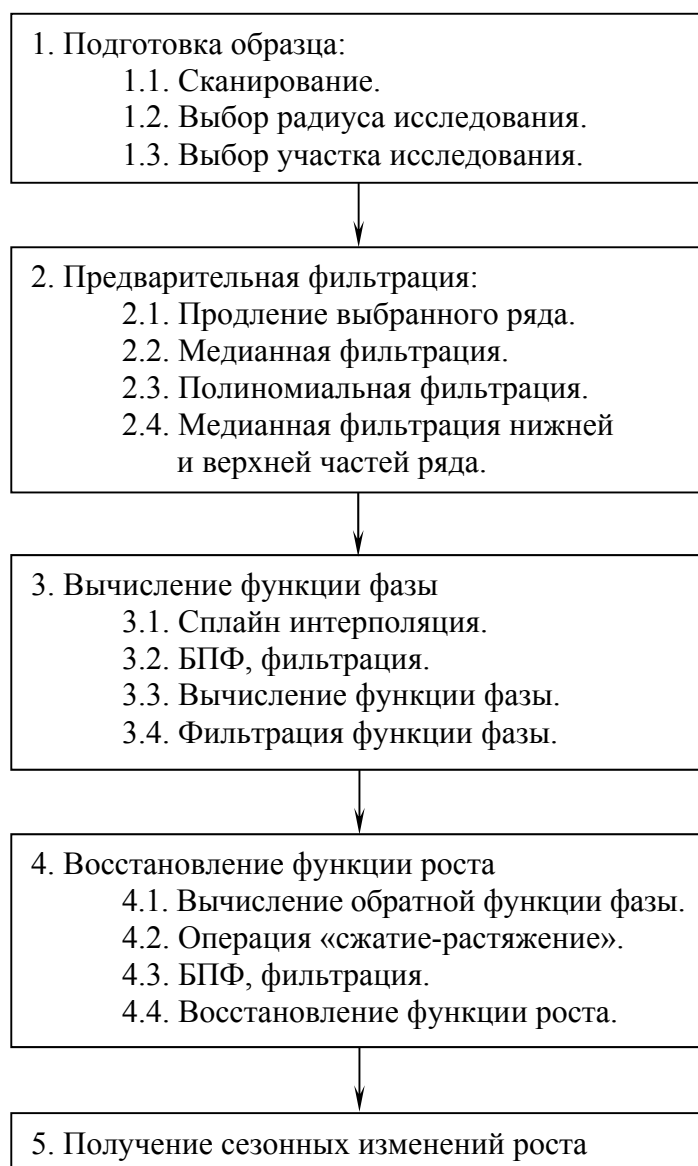 1. Подготовка образца:
1.1. Сканирование.
1.2. Выбор радиуса исследования.
1.3. Выбор участка исследования.
2. Предварительная фильтрация:
2.1. Продление выбранного ряда.
2.2. Медианная фильтрация.
2.3. Полиномиальная фильтрация.
2.4. Медианная фильтрация нижней
и верхней частей ряда.
3. Вычисление функции фазы
3.1. Сплайн интерполяция.
3.2. БПФ, фильтрация.
3.3. Вычисление функции фазы.
3.4. Фильтрация функции фазы.
4. Восстановление функции роста
4.1. Вычисление обратной функции фазы.
4.2. Операция «сжатие-растяжение».
4.3. БПФ, фильтрация.
4.4. Восстановление функции роста.
5. Получение сезонных изменений роста